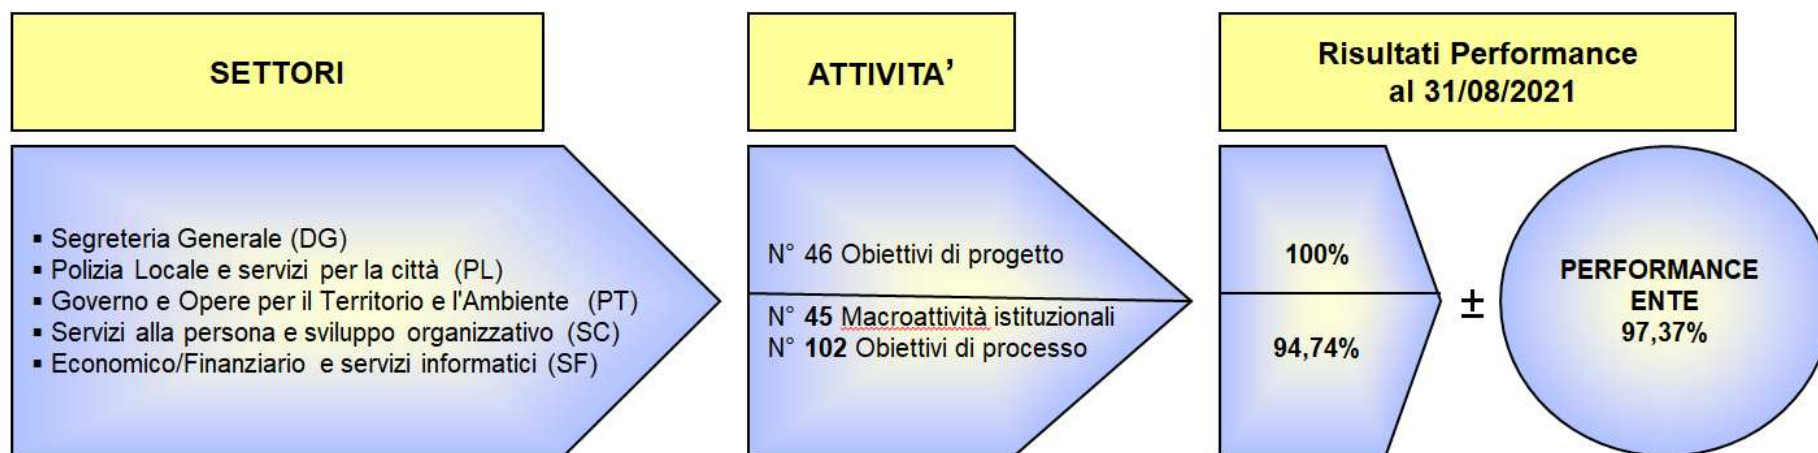 SETTORI
ATTIVITA’
Risultati Performance
al 31/08/2021
▪ Segreteria Generale (DG)
▪ Polizia Locale e servizi per la città (PL)
▪ Governo e Opere per il Territorio e l'Ambiente (PT)
▪ Servizi alla persona e sviluppo organizzativo (SC)
▪ Economico/Finanziario e servizi informatici (SF)
N° 46 Obiettivi di progetto
N° 45 Macroattività istituzionali
N° 102 Obiettivi di processo
100%
94,74%
±
PERFORMANCE
ENTE
97,37%